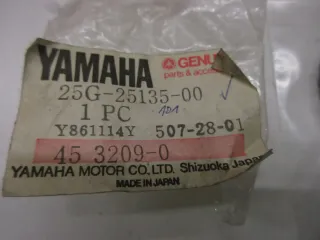 YAMAHA GENU
parts & acces
25G-25135-00
1 PC
Y861114Y 507-28-01
45 3209-0
YAMAHA MOTOR CO., LTD. Shizuoka Japan
MADE IN JAPAN